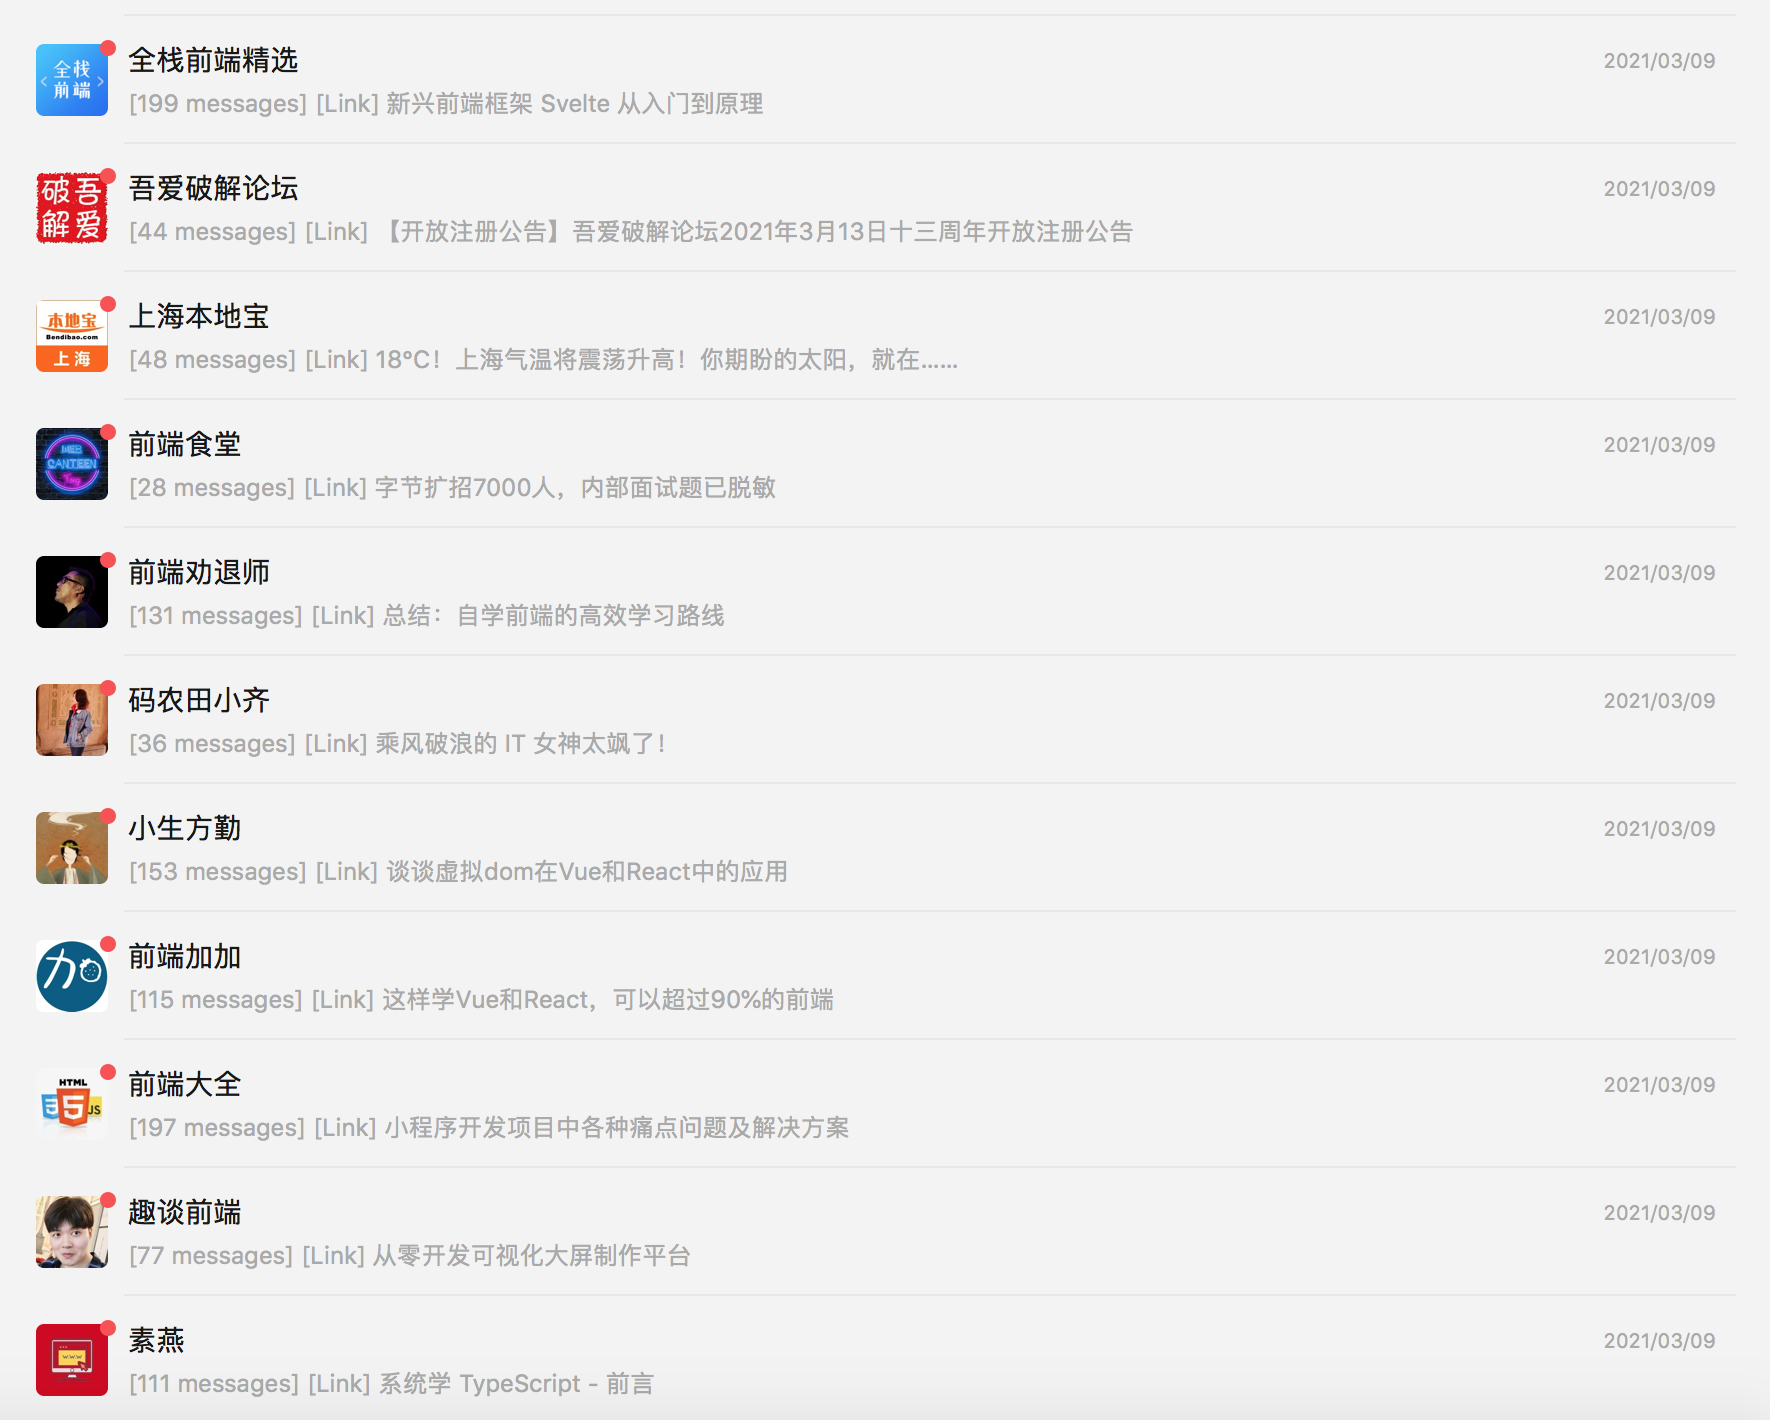 全栈
前端
全栈前端精选
2021/03/09
[199 messages] [Link] 新兴前端框架 Svelte 从入门到原理
破吾
解爱
吾爱破解论坛
2021/03/09
[44 messages] [Link] 【开放注册公告】吾爱破解论坛2021年3月13日十三周年开放注册公告
本地宝
Bendibao.com
上海
上海本地宝
2021/03/09
[48 messages] [Link] 18°C！上海气温将震荡升高！你期盼的太阳，就在……
WEB
CANTEEN
前端食堂
2021/03/09
[28 messages] [Link] 字节扩招7000人，内部面试题已脱敏
前端劝退师
2021/03/09
[131 messages] [Link] 总结：自学前端的高效学习路线
码农田小齐
2021/03/09
[36 messages] [Link] 乘风破浪的 IT 女神太飒了！
小生方勤
2021/03/09
[153 messages] [Link] 谈谈虚拟dom在Vue和React中的应用
加
前端加加
2021/03/09
[115 messages] [Link] 这样学Vue和React，可以超过90%的前端
HTML
3 5 JS
前端大全
2021/03/09
[197 messages] [Link] 小程序开发项目中各种痛点问题及解决方案
趣谈前端
2021/03/09
[77 messages] [Link] 从零开发可视化大屏制作平台
www
素燕
2021/03/09
[111 messages] [Link] 系统学 TypeScript - 前言